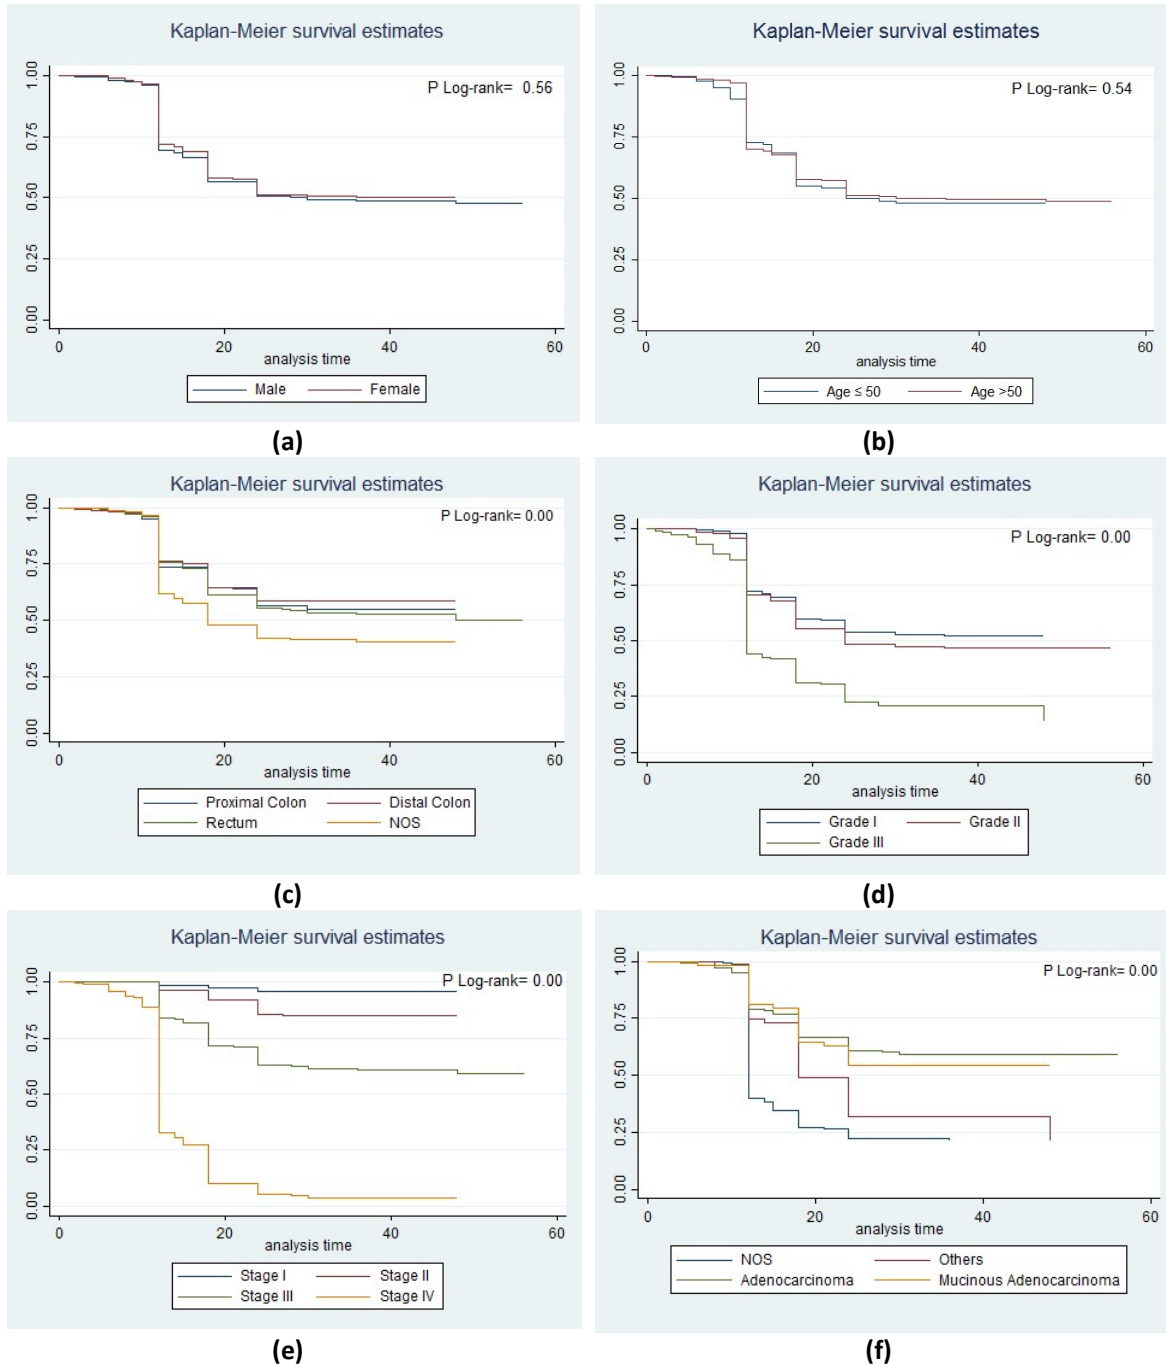 Kaplan-Meier survival estimates
P Log-rank= 0.56
1.00
0.75
0.50
0.25
0.00
0 20 40 60
analysis time
Male Female
(a)
Kaplan-Meier survival estimates
P Log-rank= 0.54
1.00
0.75
0.50
0.25
0.00
0 20 40 60
analysis time
Age ≤ 50 Age >50
(b)
Kaplan-Meier survival estimates
P Log-rank= 0.00
1.00
0.75
0.50
0.25
0.00
0 20 40 60
analysis time
Proximal Colon Distal Colon
Rectum NOS
(c)
Kaplan-Meier survival estimates
P Log-rank= 0.00
1.00
0.75
0.50
0.25
0.00
0 20 40 60
analysis time
Grade I Grade II
Grade III
(d)
Kaplan-Meier survival estimates
P Log-rank= 0.00
1.00
0.75
0.50
0.25
0.00
0 20 40 60
analysis time
Stage I Stage II
Stage III Stage IV
(e)
Kaplan-Meier survival estimates
P Log-rank= 0.00
1.00
0.75
0.50
0.25
0.00
0 20 40 60
analysis time
NOS Others
Adenocarcinoma Mucinous Adenocarcinoma
(f)